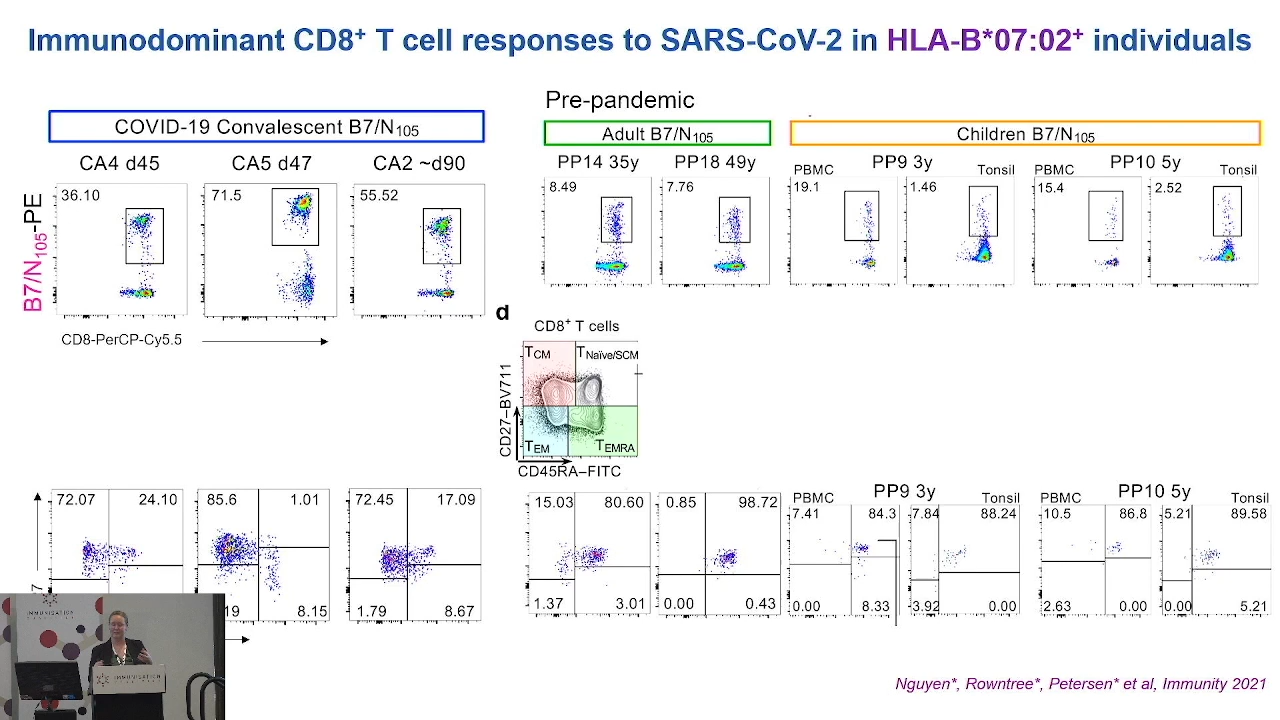 Immunodominant CD8+ T cell responses to SARS-CoV-2 in HLA-B*07:02+ individuals
Pre-pandemic
COVID-19 Convalescent B7/N105
Adult B7/N105
Children B7/N105
CA4 d45
CA5 d47
CA2 ~d90
PP14 35y
PP18 49y
PBMC
PP9 3y
Tonsil
PBMC
PP10 5y
Tonsil
36.10
71.5
55.52
8.49
7.76
19.1
1.46
15.4
2.52
B7/N105-PE
CD8-PerCP-Cy5.5
d
CD8+ T cells
TCM
TNaïve/SCM
TEM
TEMRA
CD27–BV711
CD45RA–FITC
PBMC
PP9 3y
Tonsil
PBMC
PP10 5y
Tonsil
72.07
24.10
85.6
1.01
72.45
17.09
15.03
80.60
0.85
98.72
7.41
84.3
7.84
88.24
10.5
86.8
5.21
89.58
7
19
8.15
1.79
8.67
1.37
3.01
0.00
0.43
0.00
8.33
3.92
0.00
2.63
0.00
0.00
5.21
IMMUNISATION
IMMUNISATION
Nguyen*, Rowntree*, Petersen* et al, Immunity 2021